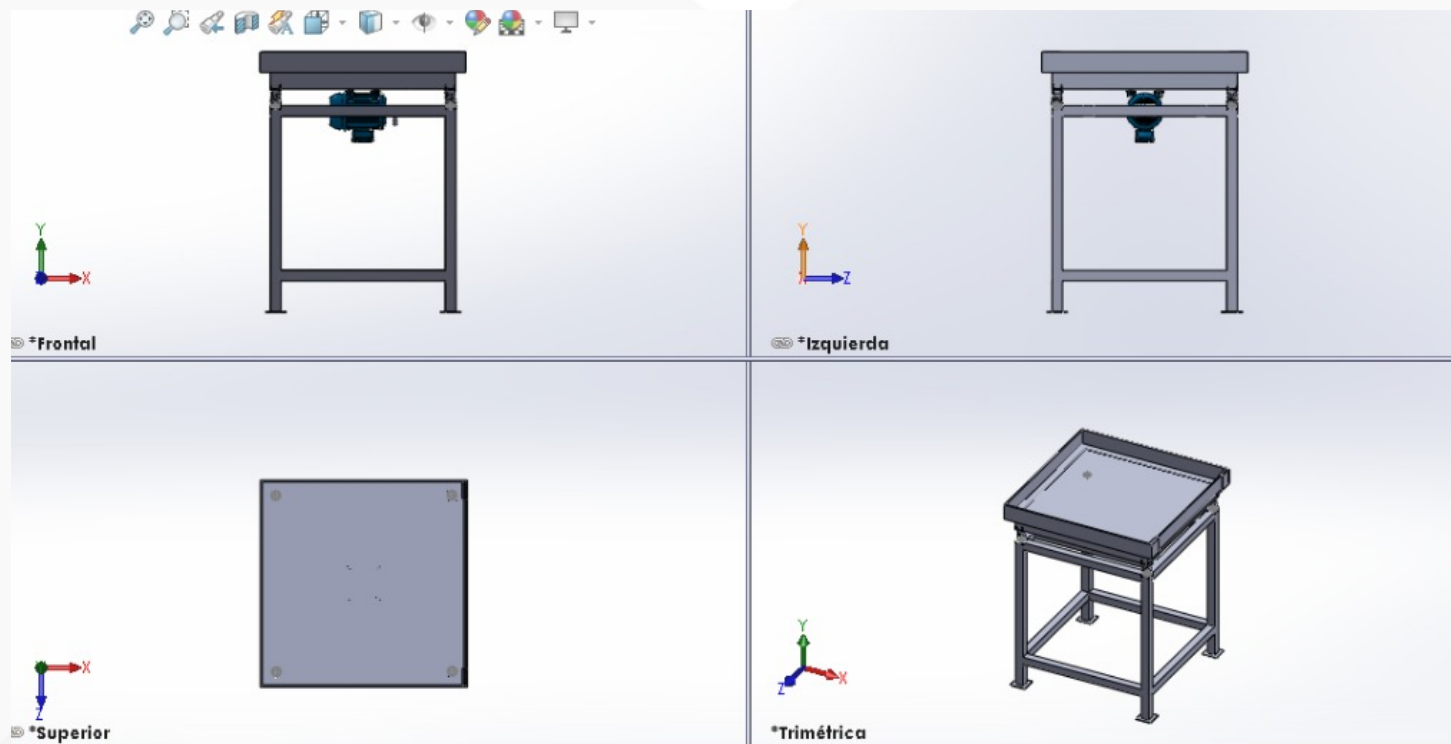 Y
X
*Frontal
Y
Z
*Izquierda
X
Z
*Superior
Y
X
Z
*Trimétrica